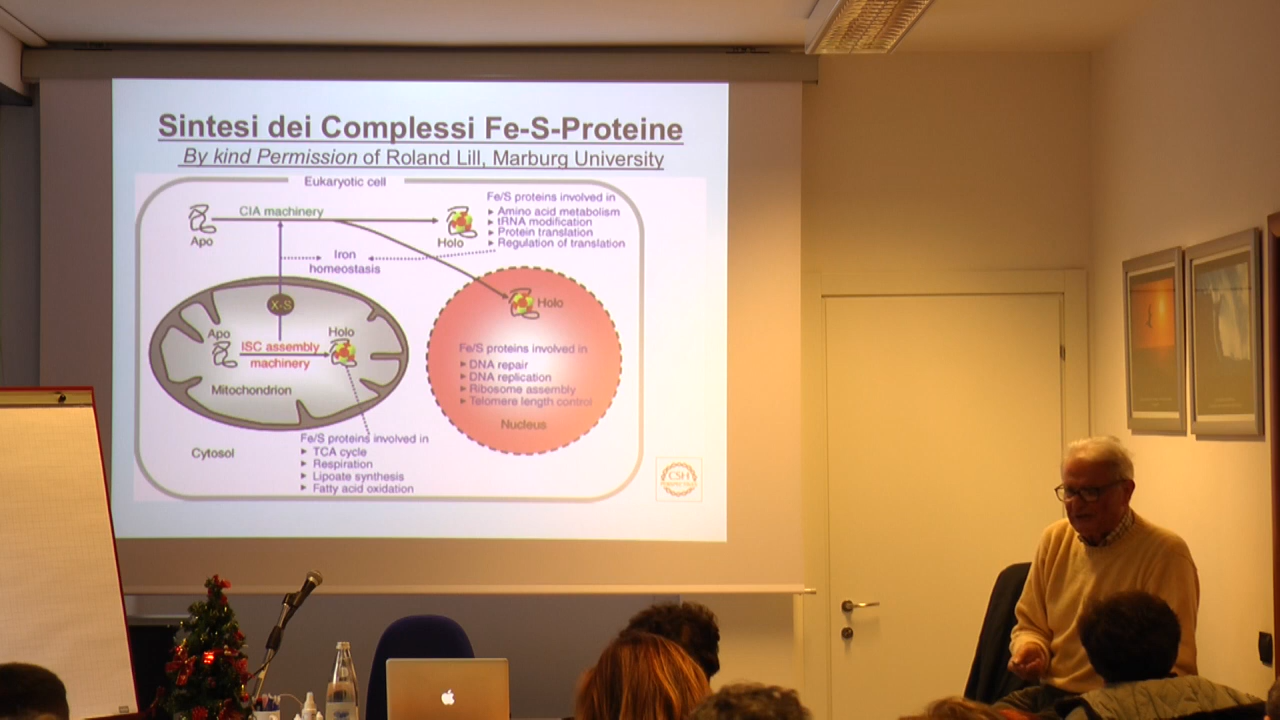 Sintesi dei Complessi Fe-S-Proteine
By kind Permission of Roland Lill, Marburg University
Eukaryotic cell
CIA machinery
Apo
Holo
Fe/S proteins involved in
▸ Amino acid metabolism
▸ tRNA modification
▸ Protein translation
▸ Regulation of translation
Iron
homeostasis
X-S
Apo
Holo
ISC assembly
machinery
Mitochondrion
Holo
Fe/S proteins involved in
▸ DNA repair
▸ DNA replication
▸ Ribosome assembly
▸ Telomere length control
Nucleus
Cytosol
Fe/S proteins involved in
▸ TCA cycle
▸ Respiration
▸ Lipoate synthesis
▸ Fatty acid oxidation
CSH